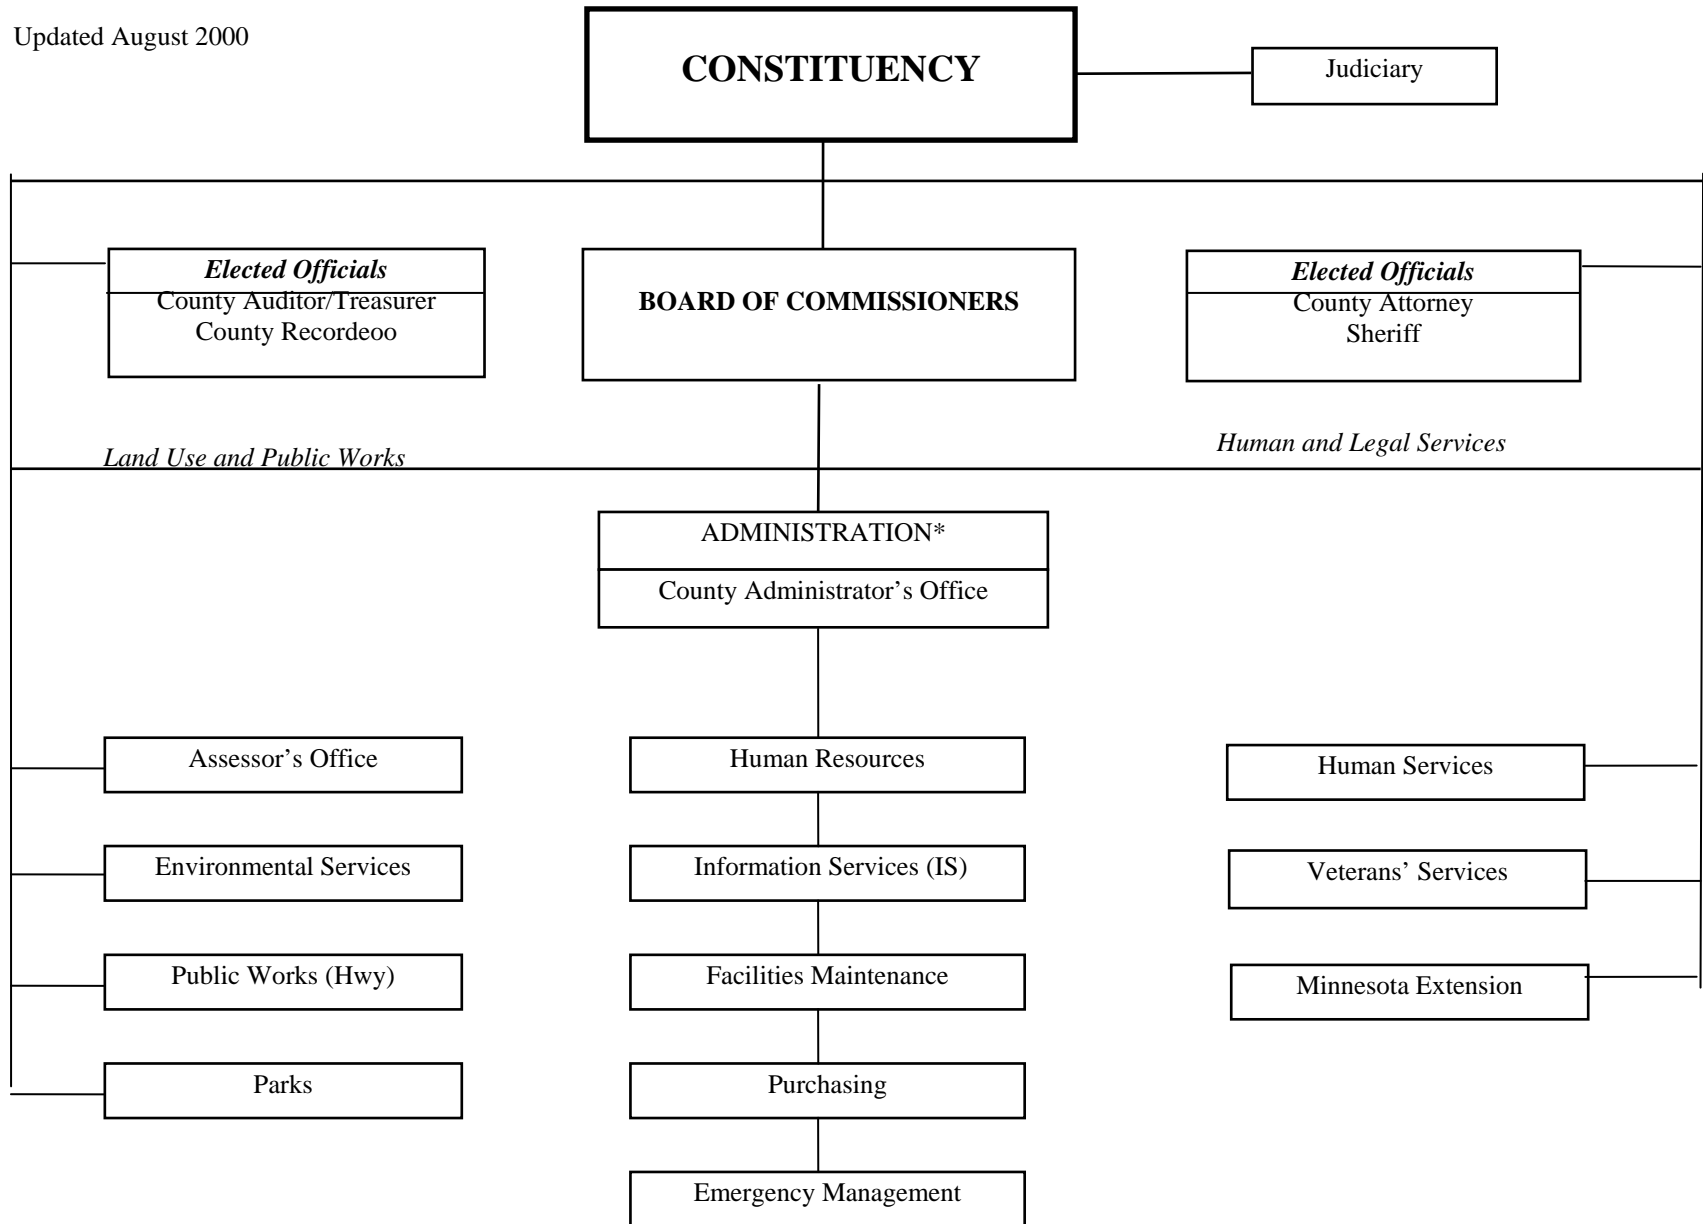 Updated August 2000
CONSTITUENCY
Judiciary
Elected Officials
County Auditor/Treasurer
County Recordeoo
BOARD OF COMMISSIONERS
Elected Officials
County Attorney
Sheriff
Land Use and Public Works
Human and Legal Services
ADMINISTRATION*
County Administrator’s Office
Assessor’s Office
Human Resources
Human Services
Environmental Services
Information Services (IS)
Veterans’ Services
Public Works (Hwy)
Facilities Maintenance
Minnesota Extension
Parks
Purchasing
Emergency Management